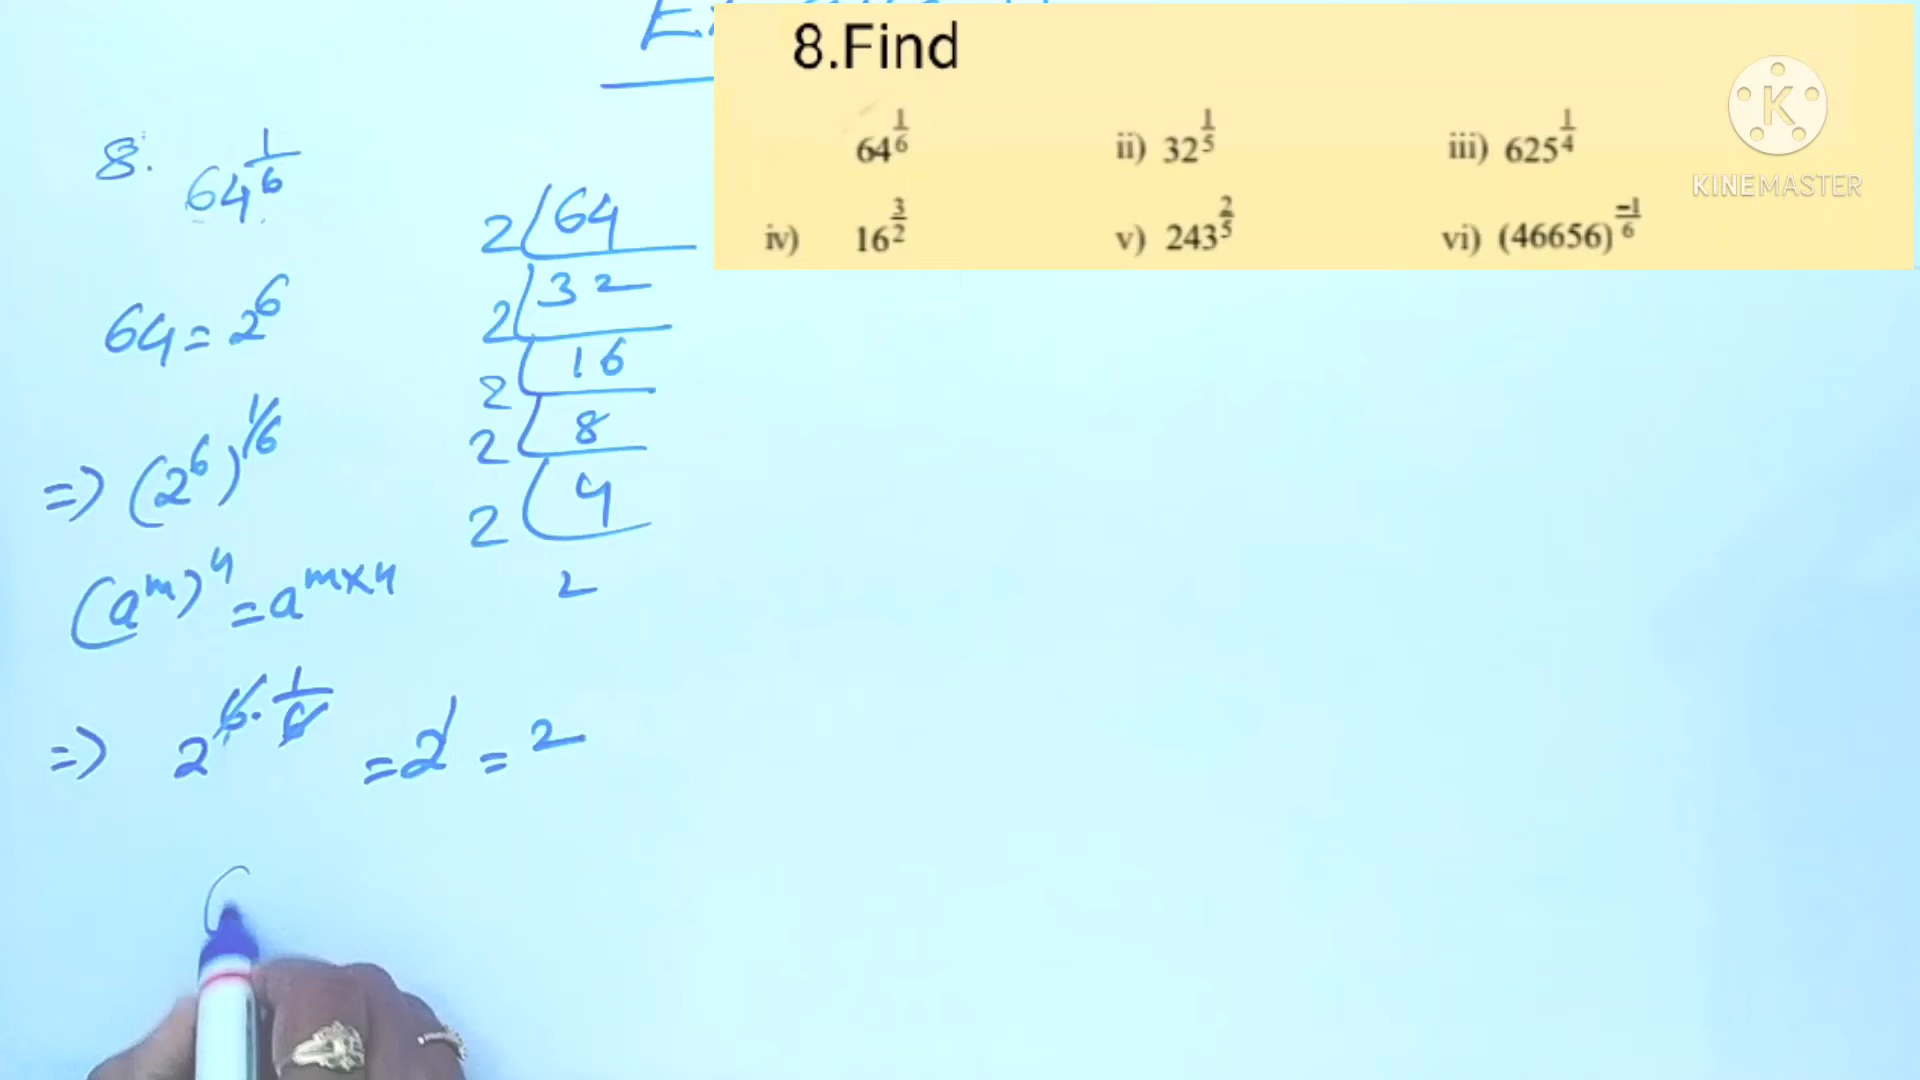 8.Find
64^{1/6} ii) 32^{1/5} iii) 625^{1/4}
iv) 16^{3/2} v) 243^{2/5} vi) (46656)^{-1/6}
KINEMASTER
8. 64^{1/6}
64 = 2^6
=> (2^6)^{1/6}
(a^m)^n = a^{m×n}
=> 2^{6·1/6} = 2^1 = 2
2 64
2 32
2 16
2 8
2 4
2